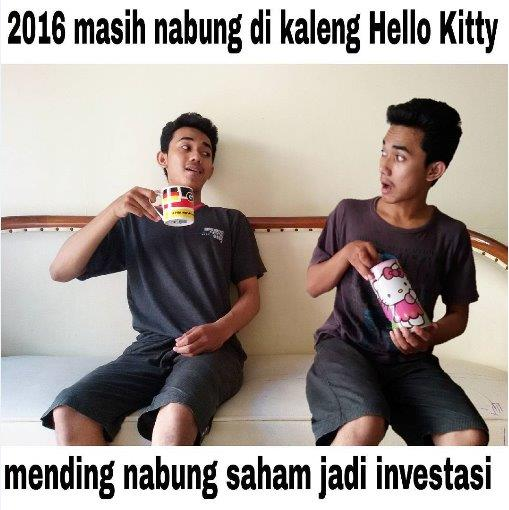 2016 masih nabung di kaleng Hello Kitty
mending nabung saham jadi investasi